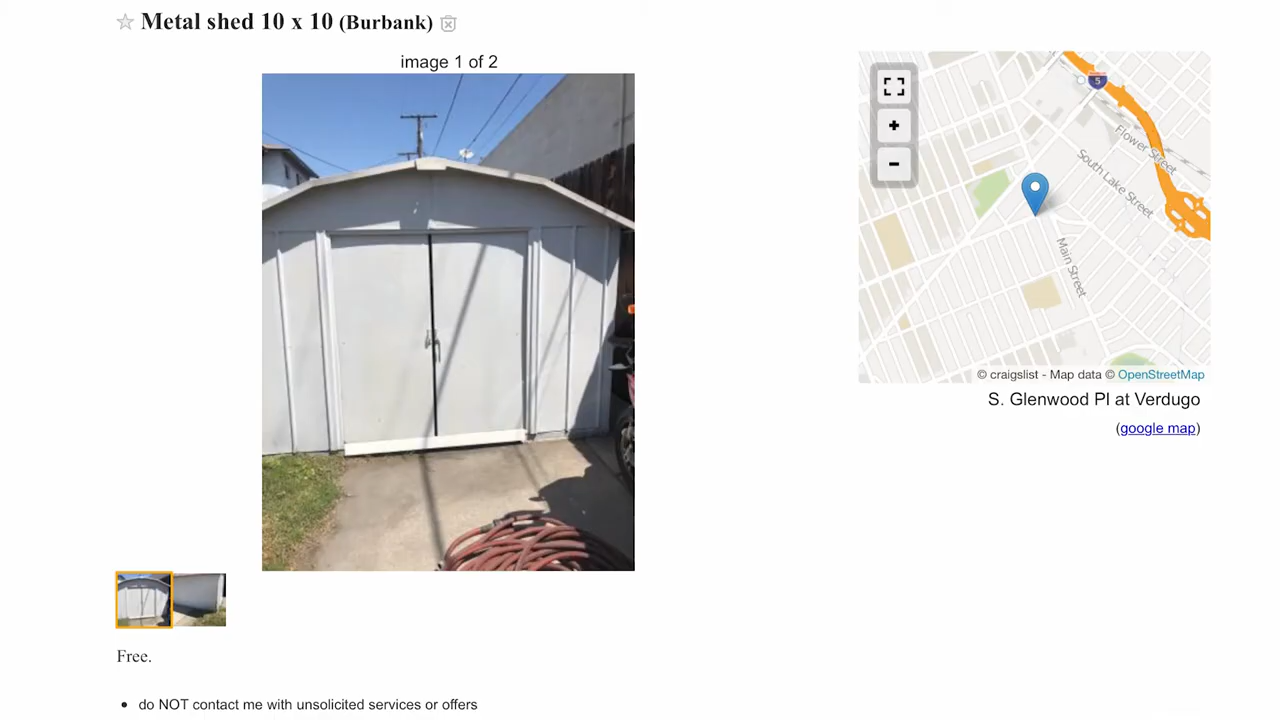 Metal shed 10 x 10 (Burbank)
image 1 of 2
+
−
5
Flower Street
South Lake Street
Main Street
© craigslist - Map data © OpenStreetMap
S. Glenwood Pl at Verdugo
(google map)
Free.
• do NOT contact me with unsolicited services or offers